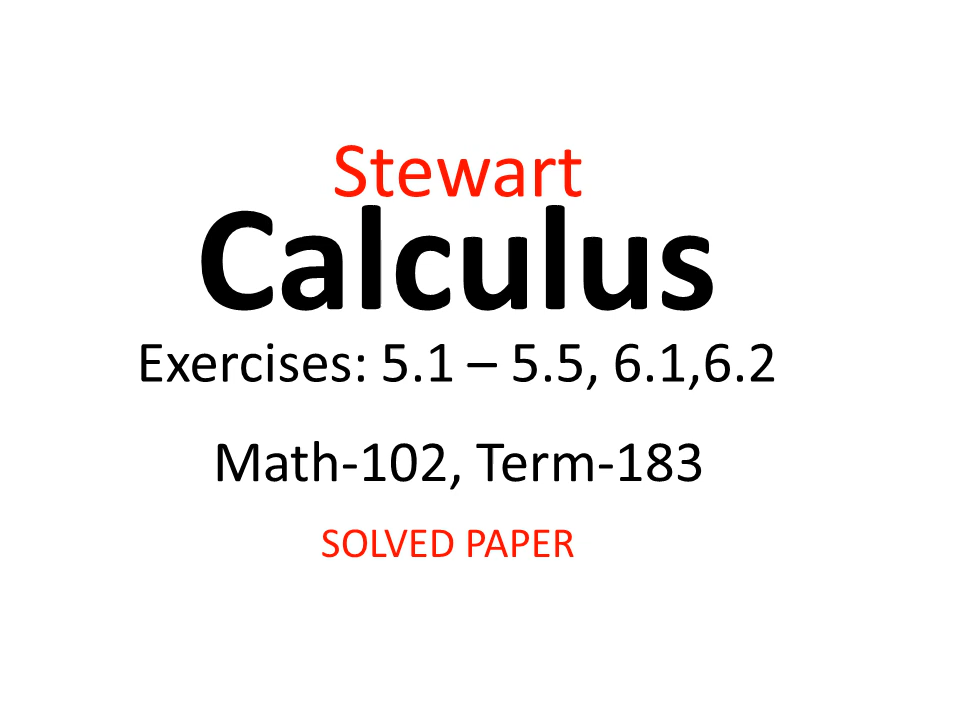 Stewart
Calculus
Exercises: 5.1 – 5.5, 6.1,6.2
Math-102, Term-183
SOLVED PAPER